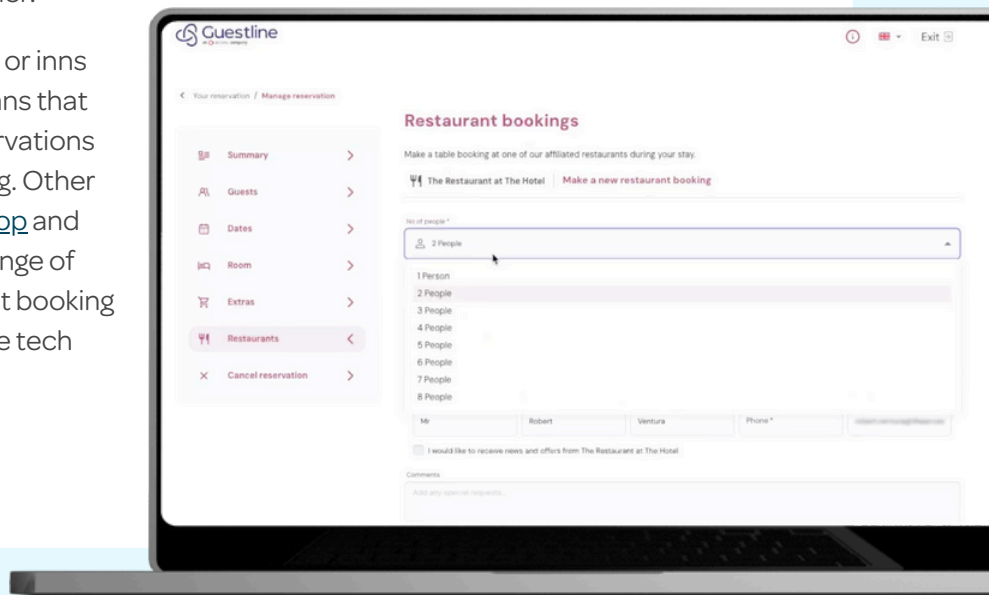 or inns
ns that
rvations
g. Other
op and
nge of
t booking
e tech
Guestline
Exit
Your reservation / Manage reservation
Summary
Guests
Dates
Room
Extras
Restaurants
Cancel reservation
Restaurant bookings
Make a table booking at one of our affiliated restaurants during your stay.
The Restaurant at The Hotel Make a new restaurant booking
No of people *
2 People
1 Person
2 People
3 People
4 People
5 People
6 People
7 People
8 People
Mr Robert Ventura Phone *
I would like to receive news and offers from The Restaurant at The Hotel
Comments
Add any special requests...